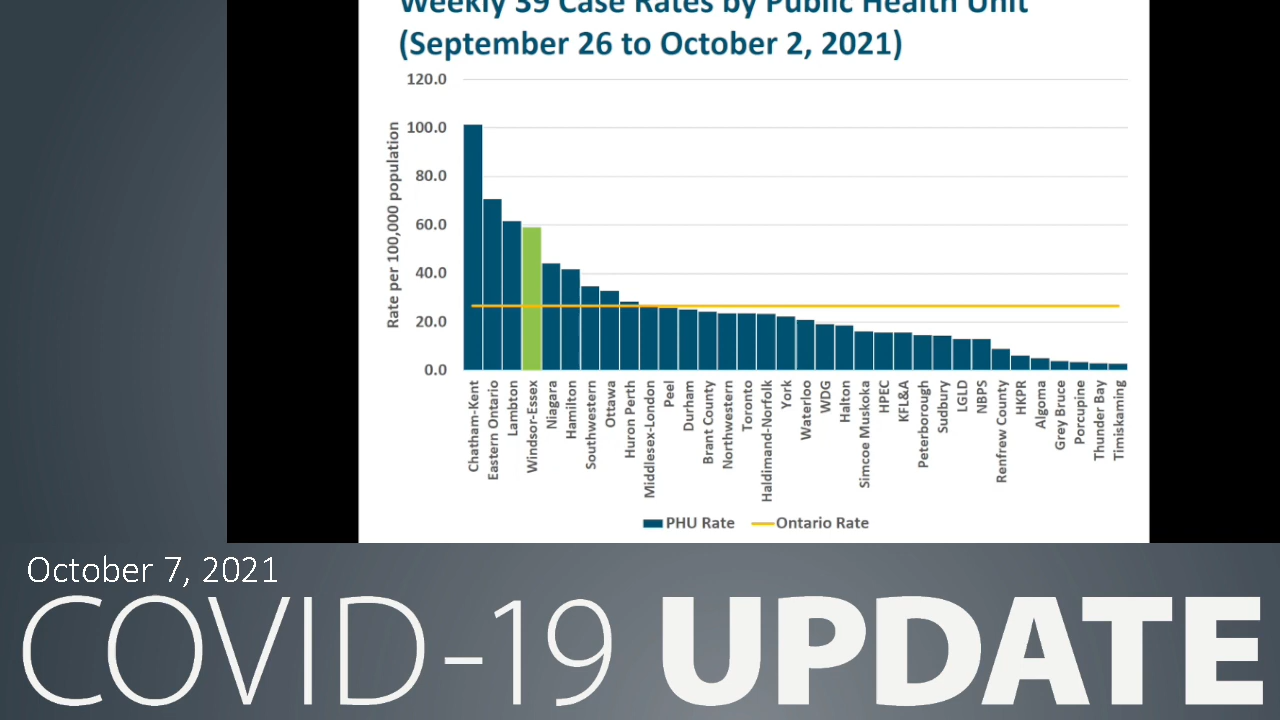 Weekly 39 Case Rates by Public Health Unit
(September 26 to October 2, 2021)
120.0
100.0
80.0
60.0
40.0
20.0
0.0
Rate per 100,000 population
Chatham-Kent
Eastern Ontario
Lambton
Windsor-Essex
Niagara
Hamilton
Southwestern
Ottawa
Huron Perth
Middlesex-London
Peel
Durham
Brant County
Northwestern
Toronto
Haldimand-Norfolk
York
Waterloo
WDG
Halton
Simcoe Muskoka
HPEC
KFL&A
Peterborough
Sudbury
LGLD
NBPS
Renfrew County
HKPR
Algoma
Grey Bruce
Porcupine
Thunder Bay
Timiskaming
PHU Rate
Ontario Rate
October 7, 2021
COVID-19 UPDATE